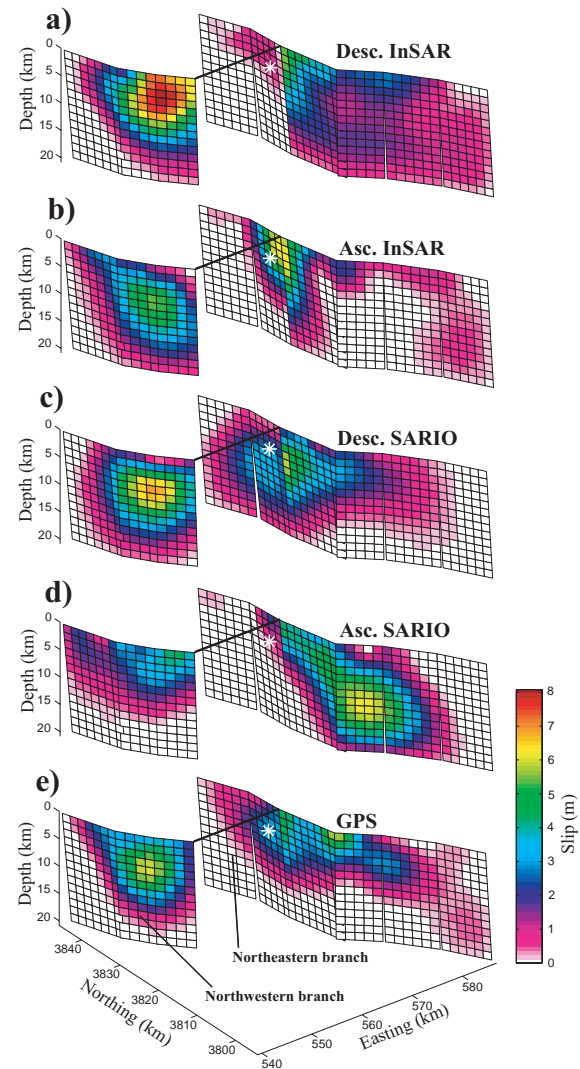 a)
Desc. InSAR
Depth (km)
0
5
10
15
20
b)
Asc. InSAR
Depth (km)
0
5
10
15
20
c)
Desc. SARIO
Depth (km)
0
5
10
15
20
d)
Asc. SARIO
Depth (km)
0
5
10
15
20
e)
GPS
Depth (km)
0
5
10
15
20
Northeastern branch
Northwestern branch
3840
3830
3820
3810
3800
Northing (km)
540
550
560
570
580
Easting (km)
8
7
6
5
4
3
2
1
0
Slip (m)